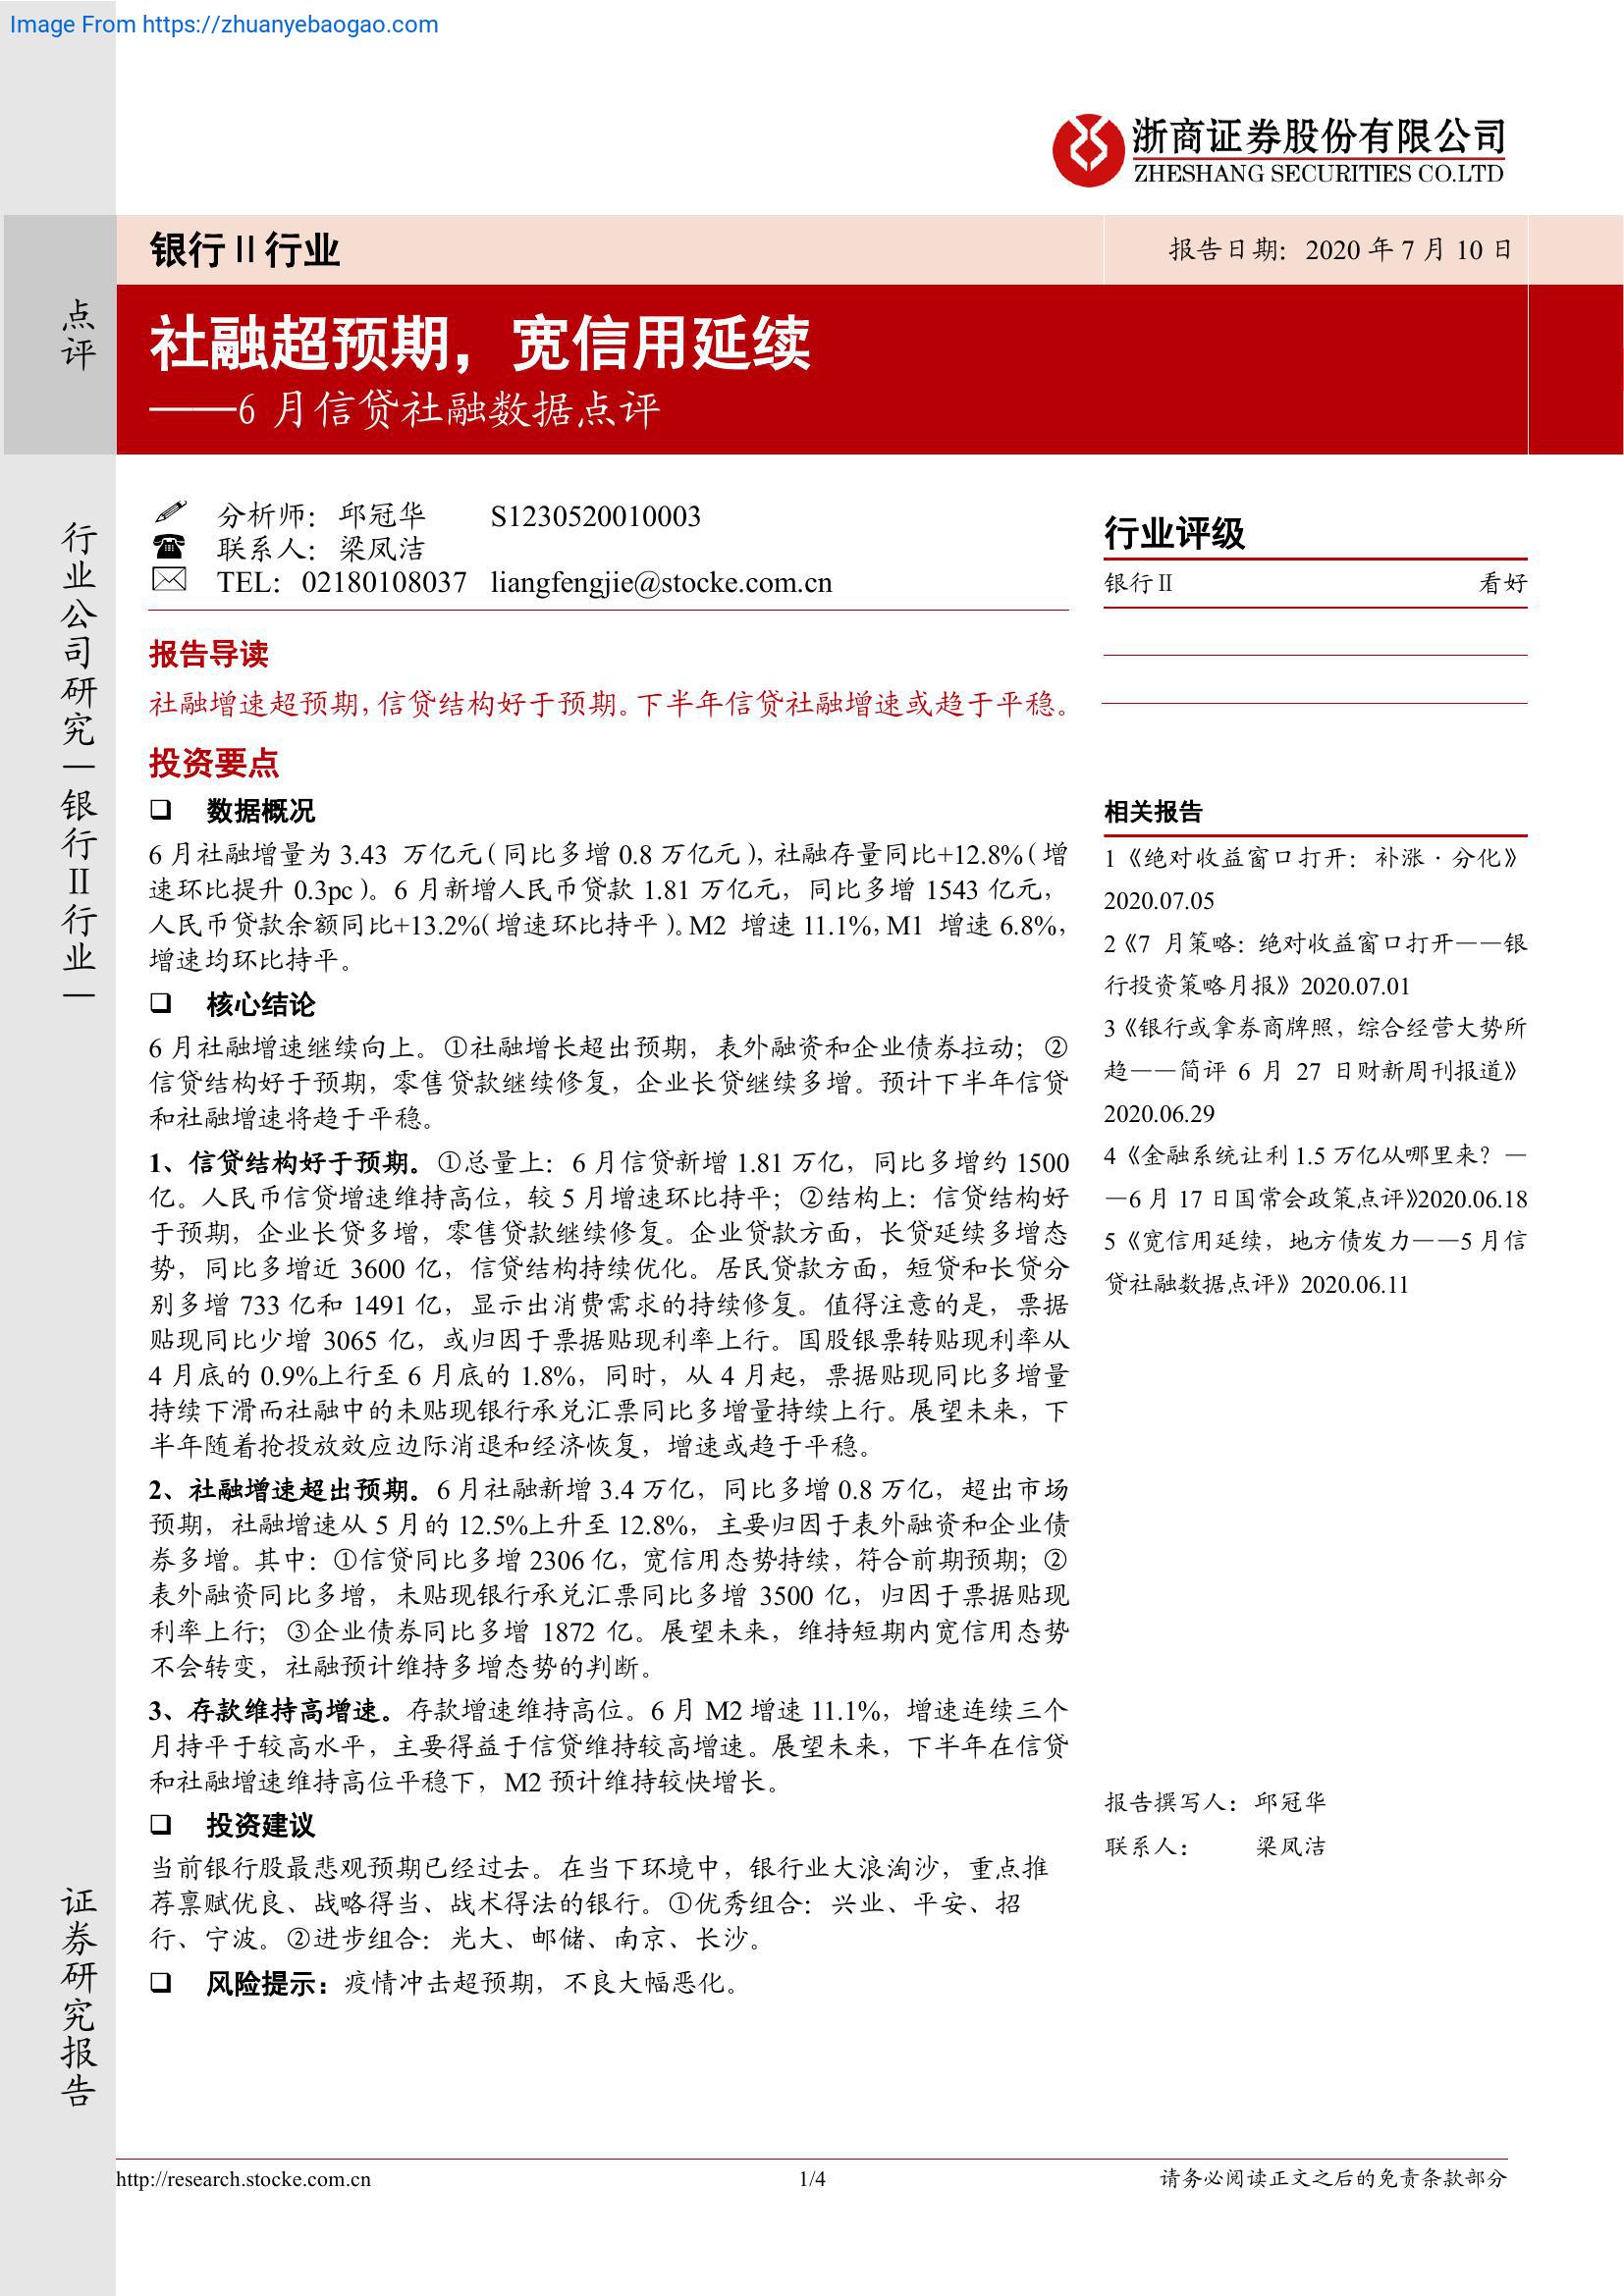 Image From https://zhuanyebaogao.com
浙商证券股份有限公司
ZHESHANG SECURITIES CO.LTD
银行Ⅱ行业
报告日期：2020 年 7 月 10 日
点评
社融超预期，宽信用延续
——6 月信贷社融数据点评
行业公司研究｜银行Ⅱ行业｜
分析师：邱冠华 S1230520010003
联系人：梁凤洁
TEL：02180108037 liangfengjie@stocke.com.cn
报告导读
社融增速超预期，信贷结构好于预期。下半年信贷社融增速或趋于平稳。
投资要点
数据概况
6 月社融增量为 3.43 万亿元（同比多增 0.8 万亿元），社融存量同比+12.8%（增
速环比提升 0.3pc）。6 月新增人民币贷款 1.81 万亿元，同比多增 1543 亿元，
人民币贷款余额同比+13.2%（增速环比持平）。M2 增速 11.1%，M1 增速 6.8%，
增速均环比持平。
核心结论
6 月社融增速继续向上。①社融增长超出预期，表外融资和企业债券拉动；②
信贷结构好于预期，零售贷款继续修复，企业长贷继续多增。预计下半年信贷
和社融增速将趋于平稳。
1、信贷结构好于预期。①总量上：6 月信贷新增 1.81 万亿，同比多增约 1500
亿。人民币信贷增速维持高位，较 5 月增速环比持平；②结构上：信贷结构好
于预期，企业长贷多增，零售贷款继续修复。企业贷款方面，长贷延续多增态
势，同比多增近 3600 亿，信贷结构持续优化。居民贷款方面，短贷和长贷分
别多增 733 亿和 1491 亿，显示出消费需求的持续修复。值得注意的是，票据
贴现同比少增 3065 亿，或归因于票据贴现利率上行。国股银票转贴现利率从
4 月底的 0.9%上行至 6 月底的 1.8%，同时，从 4 月起，票据贴现同比多增量
持续下滑而社融中的未贴现银行承兑汇票同比多增量持续上行。展望未来，下
半年随着抢投放效应边际消退和经济恢复，增速或趋于平稳。
2、社融增速超出预期。6 月社融新增 3.4 万亿，同比多增 0.8 万亿，超出市场
预期，社融增速从 5 月的 12.5%上升至 12.8%，主要归因于表外融资和企业债
券多增。其中：①信贷同比多增 2306 亿，宽信用态势持续，符合前期预期；②
表外融资同比多增，未贴现银行承兑汇票同比多增 3500 亿，归因于票据贴现
利率上行；③企业债券同比多增 1872 亿。展望未来，维持短期内宽信用态势
不会转变，社融预计维持多增态势的判断。
3、存款维持高增速。存款增速维持高位。6 月 M2 增速 11.1%，增速连续三个
月持平于较高水平，主要得益于信贷维持较高增速。展望未来，下半年在信贷
和社融增速维持高位平稳下，M2 预计维持较快增长。
投资建议
当前银行股最悲观预期已经过去。在当下环境中，银行业大浪淘沙，重点推
荐禀赋优良、战略得当、战术得法的银行。①优秀组合：兴业、平安、招
行、宁波。②进步组合：光大、邮储、南京、长沙。
风险提示：疫情冲击超预期，不良大幅恶化。
行业评级
银行Ⅱ 看好
相关报告
1《绝对收益窗口打开：补涨·分化》
2020.07.05
2《7 月策略：绝对收益窗口打开——银
行投资策略月报》2020.07.01
3《银行或拿券商牌照，综合经营大势所
趋——简评 6 月 27 日财新周刊报道》
2020.06.29
4《金融系统让利 1.5 万亿从哪里来？—
—6 月 17 日国常会政策点评》2020.06.18
5《宽信用延续，地方债发力——5 月信
贷社融数据点评》2020.06.11
报告撰写人：邱冠华
联系人： 梁凤洁
证券研究报告
http://research.stocke.com.cn
1/4
请务必阅读正文之后的免责条款部分